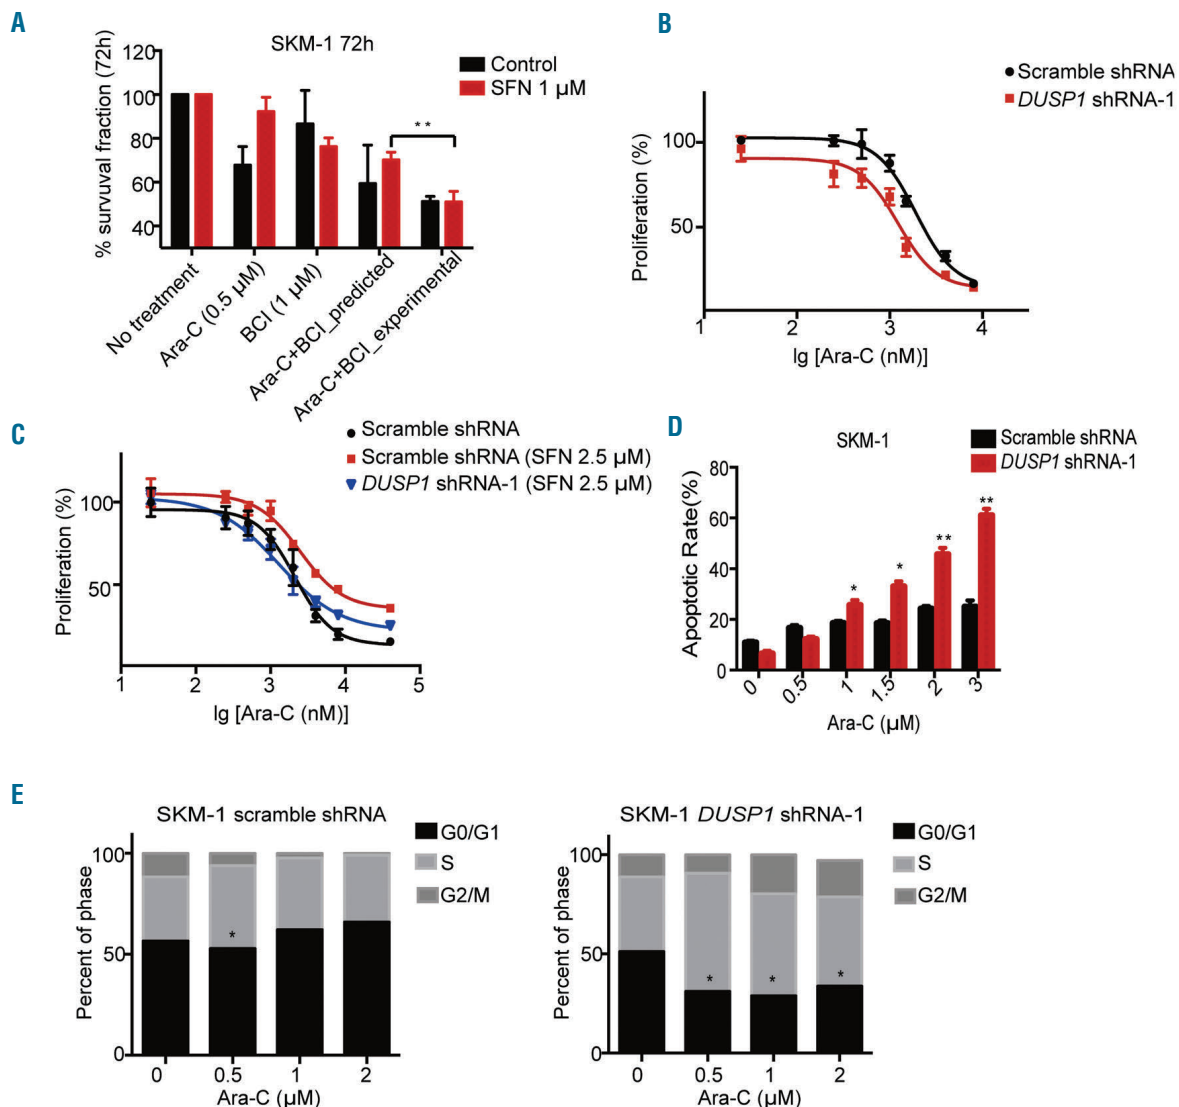 A
SKM-1 72h
Control
SFN 1 µM
% survuval fraction (72h)
120
100
80
60
40
**
No treatment
Ara-C (0.5 µM)
BCI (1 µM)
Ara-C+BCI_predicted
Ara-C+BCI_experimental
B
Scramble shRNA
DUSP1 shRNA-1
Proliferation (%)
100
50
1 2 3 4
lg [Ara-C (nM)]
C
Scramble shRNA
Scramble shRNA (SFN 2.5 µM)
DUSP1 shRNA-1 (SFN 2.5 µM)
Proliferation (%)
100
50
1 2 3 4 5
lg [Ara-C (nM)]
D
SKM-1
Scramble shRNA
DUSP1 shRNA-1
Apoptotic Rate(%)
80
60
40
20
0
* * ** **
0 0.5 1 1.5 2 3
Ara-C (µM)
E
SKM-1 scramble shRNA
G0/G1
S
G2/M
Percent of phase
100
50
0
*
0 0.5 1 2
Ara-C (µM)
SKM-1 DUSP1 shRNA-1
G0/G1
S
G2/M
Percent of phase
100
50
0
* * *
0 0.5 1 2
Ara-C (µM)